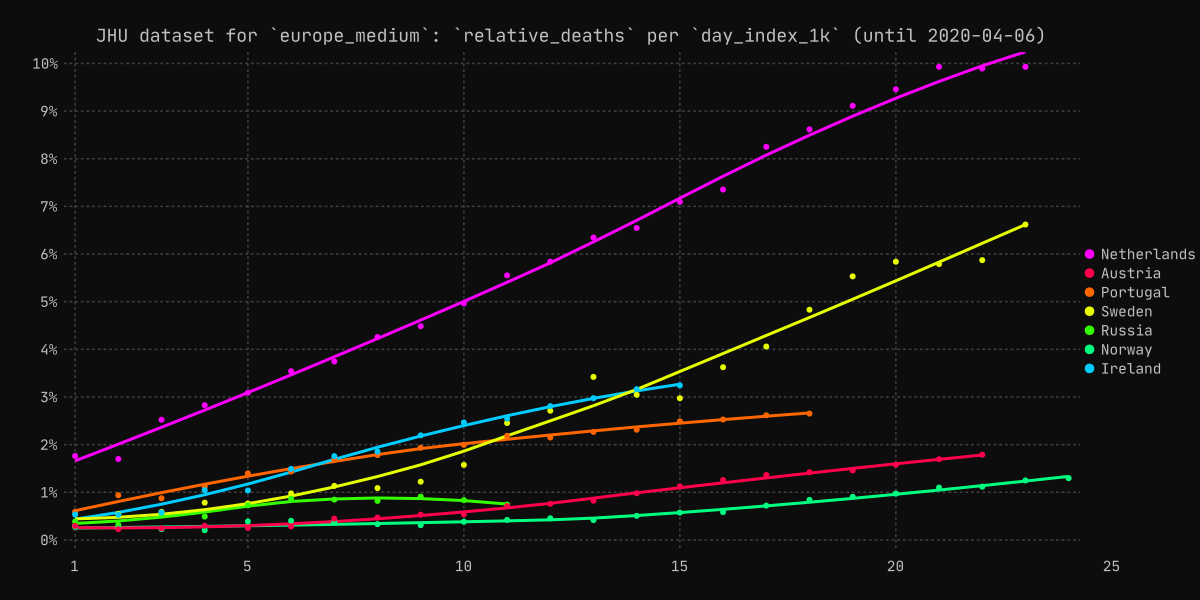 JHU dataset for `europe_medium`: `relative_deaths` per `day_index_1k` (until 2020-04-06)
10%
9%
8%
7%
6%
5%
4%
3%
2%
1%
0%
1 5 10 15 20 25
Netherlands
Austria
Portugal
Sweden
Russia
Norway
Ireland